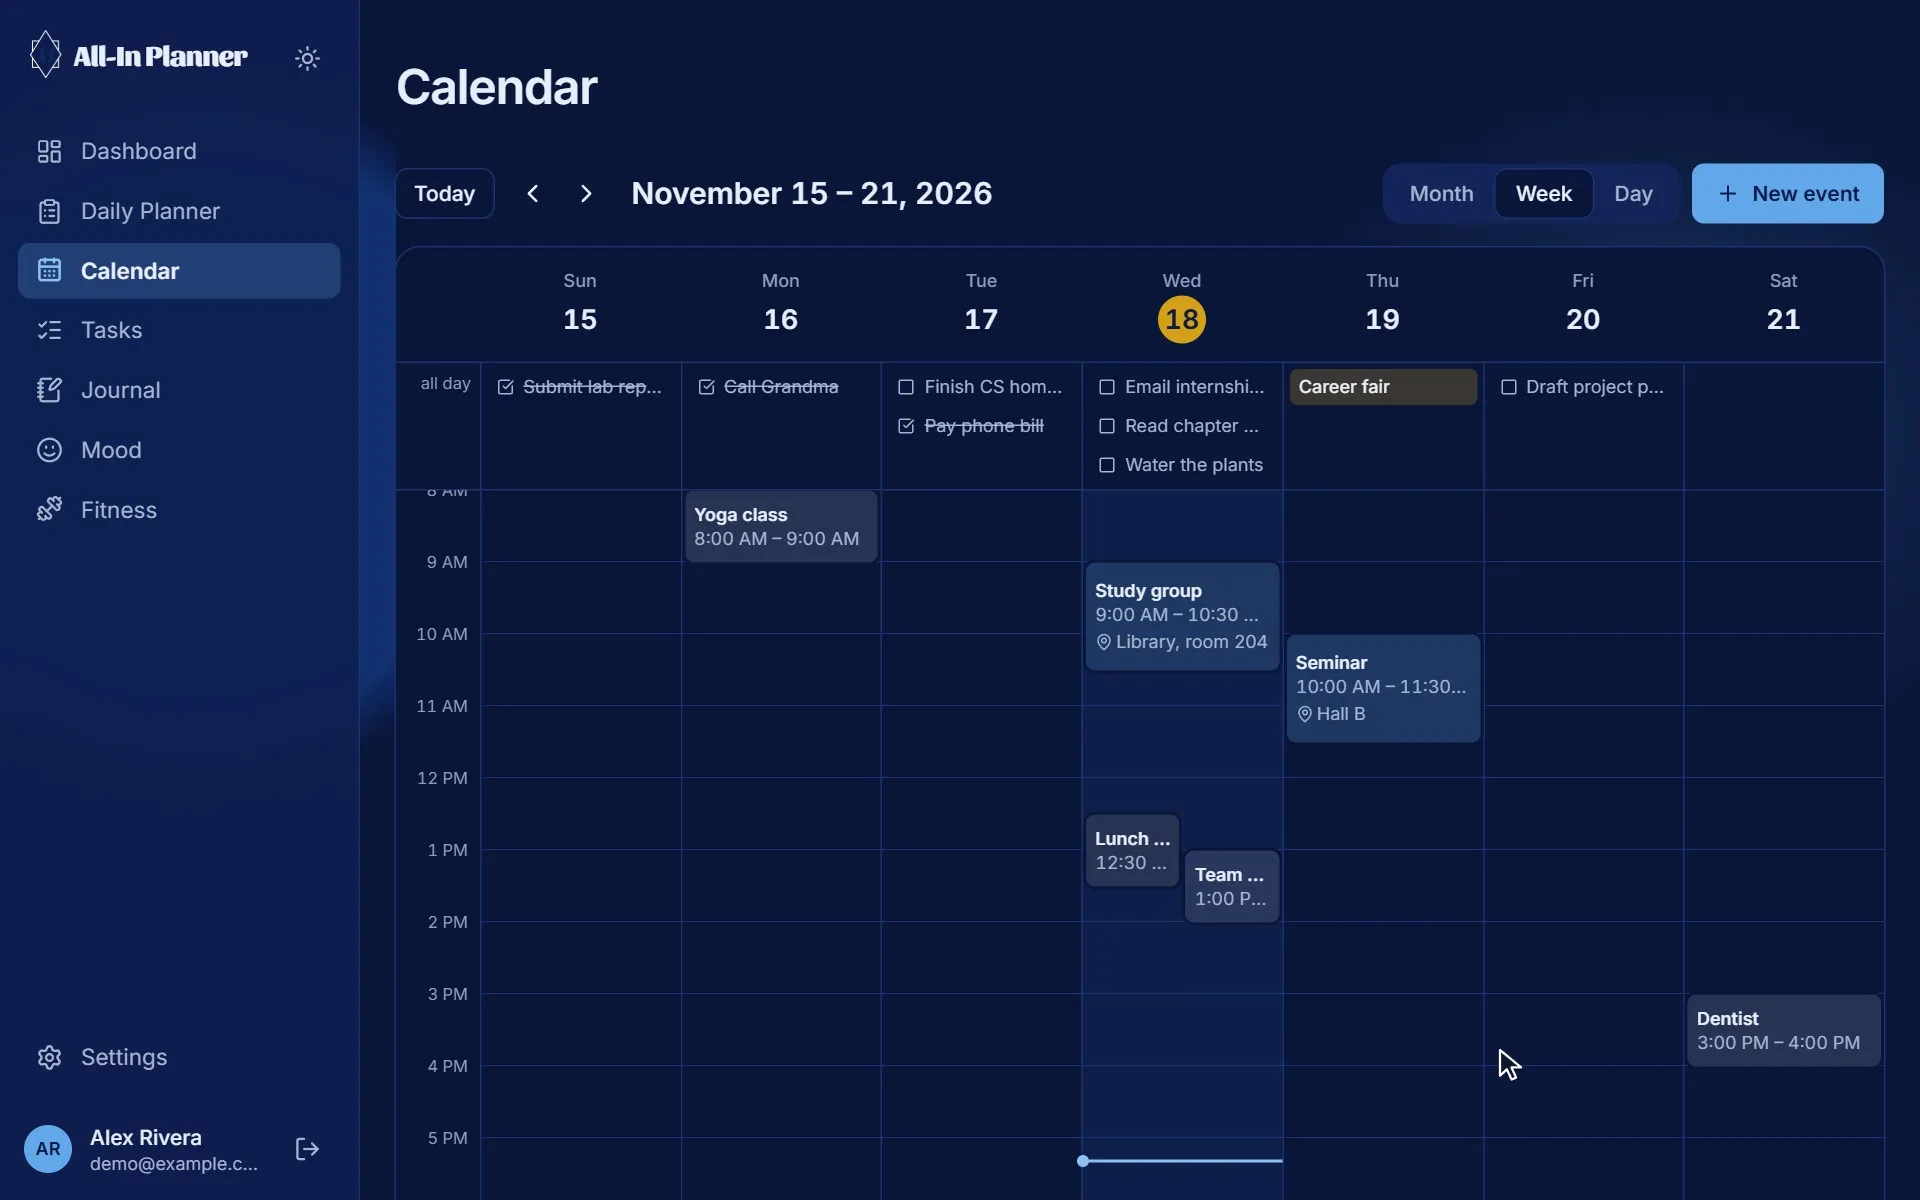 All-In Planner
Dashboard
Daily Planner
Calendar
Tasks
Journal
Mood
Fitness
Settings
AR
Alex Rivera
demo@example.c...
Calendar
Today
November 15 – 21, 2026
Month
Week
Day
New event
Sun
15
Mon
16
Tue
17
Wed
18
Thu
19
Fri
20
Sat
21
all day
Submit lab rep...
Call Grandma
Finish CS hom...
Pay phone bill
Email internshi...
Read chapter ...
Water the plants
Career fair
Draft project p...
8 AM
9 AM
10 AM
11 AM
12 PM
1 PM
2 PM
3 PM
4 PM
5 PM
Yoga class
8:00 AM – 9:00 AM
Study group
9:00 AM – 10:30 ...
Library, room 204
Lunch ...
12:30 ...
Team ...
1:00 P...
Seminar
10:00 AM – 11:30...
Hall B
Dentist
3:00 PM – 4:00 PM